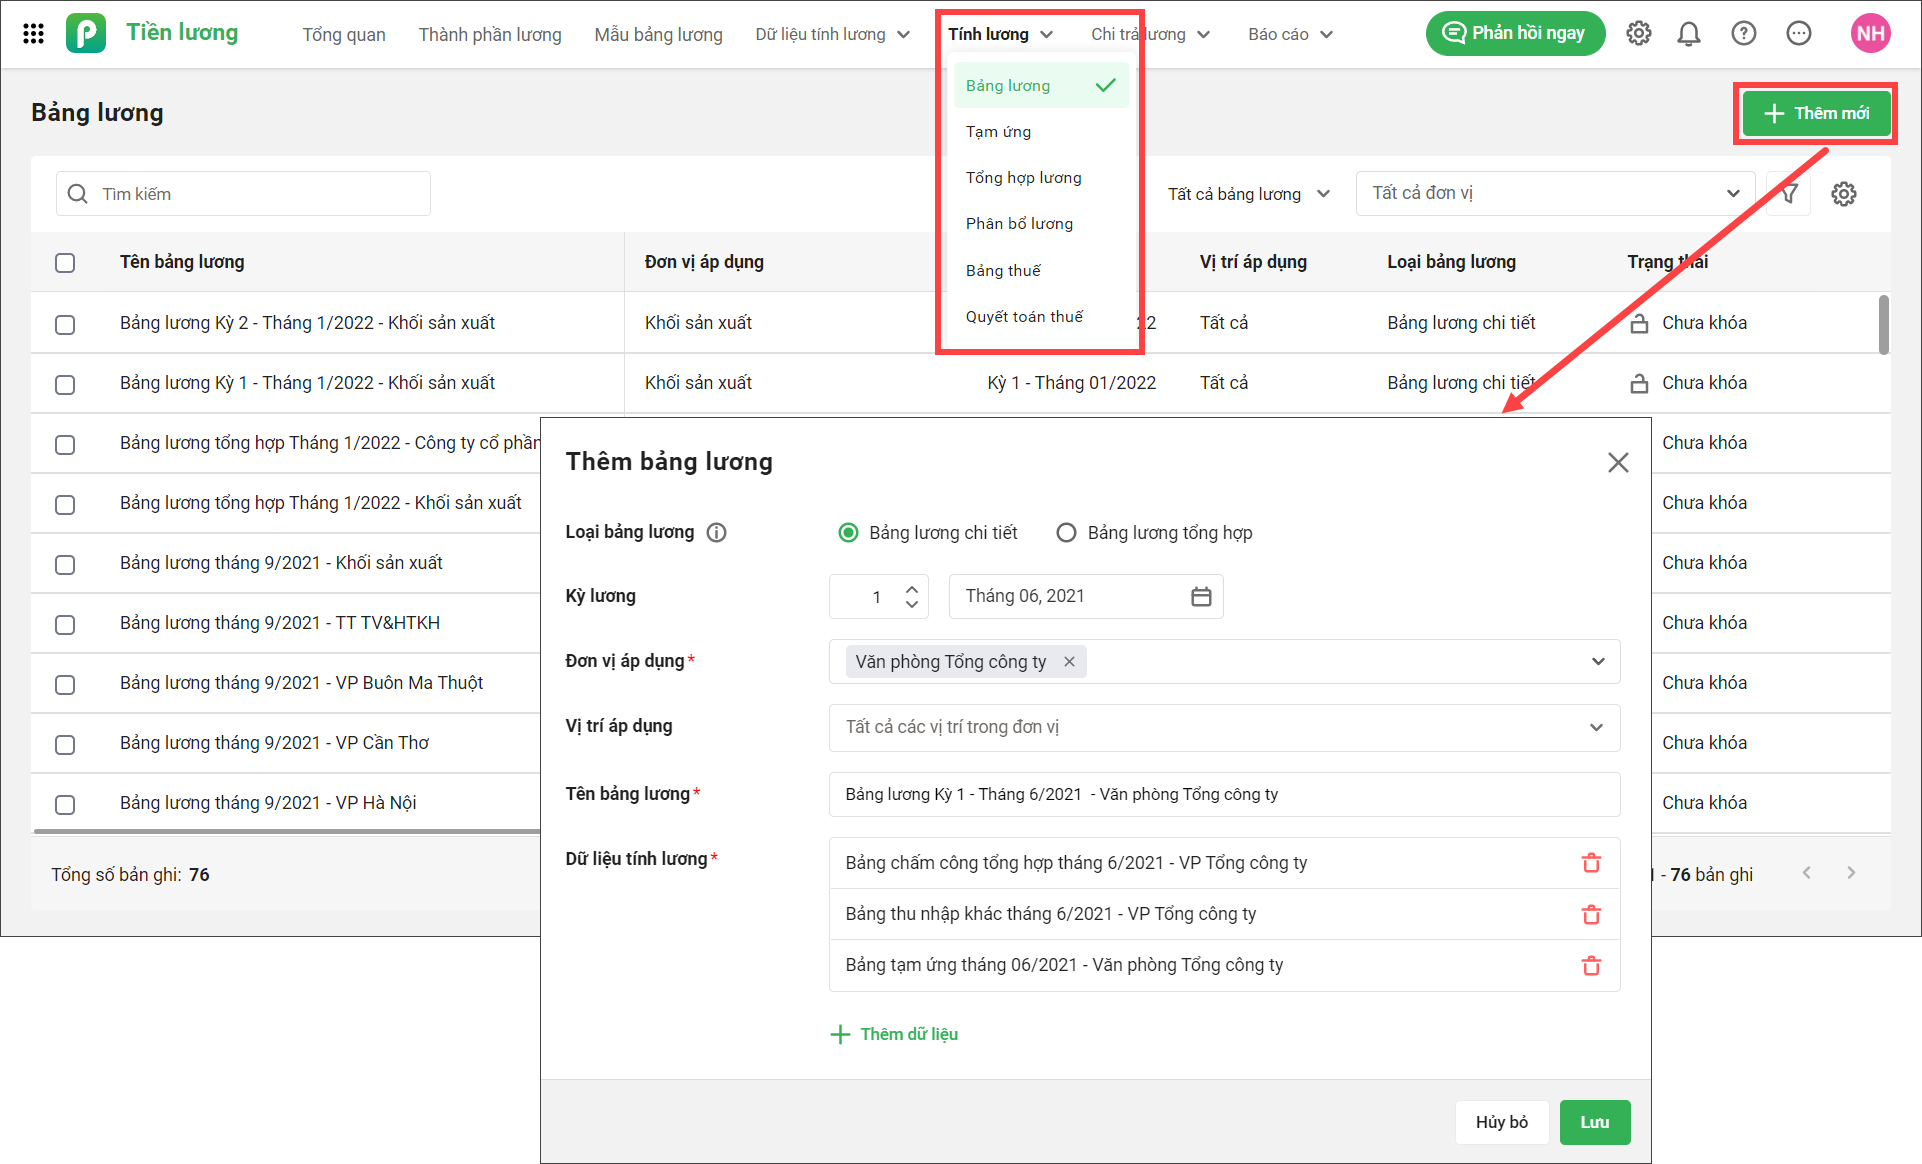 Tiền lương
Tổng quan
Thành phần lương
Mẫu bảng lương
Dữ liệu tính lương
Tính lương
Chi trả lương
Báo cáo
Phản hồi ngay
NH
Bảng lương
Tạm ứng
Tổng hợp lương
Phân bổ lương
Bảng thuế
Quyết toán thuế
Bảng lương
Thêm mới
Tìm kiếm
Tất cả bảng lương
Tất cả đơn vị
Tên bảng lương Đơn vị áp dụng Vị trí áp dụng Loại bảng lương Trạng thái
Bảng lương Kỳ 2 - Tháng 1/2022 - Khối sản xuất Khối sản xuất 22 Tất cả Bảng lương chi tiết Chưa khóa
Bảng lương Kỳ 1 - Tháng 1/2022 - Khối sản xuất Khối sản xuất Kỳ 1 - Tháng 01/2022 Tất cả Bảng lương chi tiết Chưa khóa
Bảng lương tổng hợp Tháng 1/2022 - Công ty cổ phần Chưa khóa
Bảng lương tổng hợp Tháng 1/2022 - Khối sản xuất Chưa khóa
Bảng lương tháng 9/2021 - Khối sản xuất Chưa khóa
Bảng lương tháng 9/2021 - TT TV&HTKH Chưa khóa
Bảng lương tháng 9/2021 - VP Buôn Ma Thuột Chưa khóa
Bảng lương tháng 9/2021 - VP Cần Thơ Chưa khóa
Bảng lương tháng 9/2021 - VP Hà Nội Chưa khóa
Tổng số bản ghi: 76
1 - 76 bản ghi
Thêm bảng lương
Loại bảng lương Bảng lương chi tiết Bảng lương tổng hợp
Kỳ lương 1 Tháng 06, 2021
Đơn vị áp dụng* Văn phòng Tổng công ty
Vị trí áp dụng Tất cả các vị trí trong đơn vị
Tên bảng lương* Bảng lương Kỳ 1 - Tháng 6/2021 - Văn phòng Tổng công ty
Dữ liệu tính lương* Bảng chấm công tổng hợp tháng 6/2021 - VP Tổng công ty
Bảng thu nhập khác tháng 6/2021 - VP Tổng công ty
Bảng tạm ứng tháng 06/2021 - Văn phòng Tổng công ty
Thêm dữ liệu
Hủy bỏ
Lưu